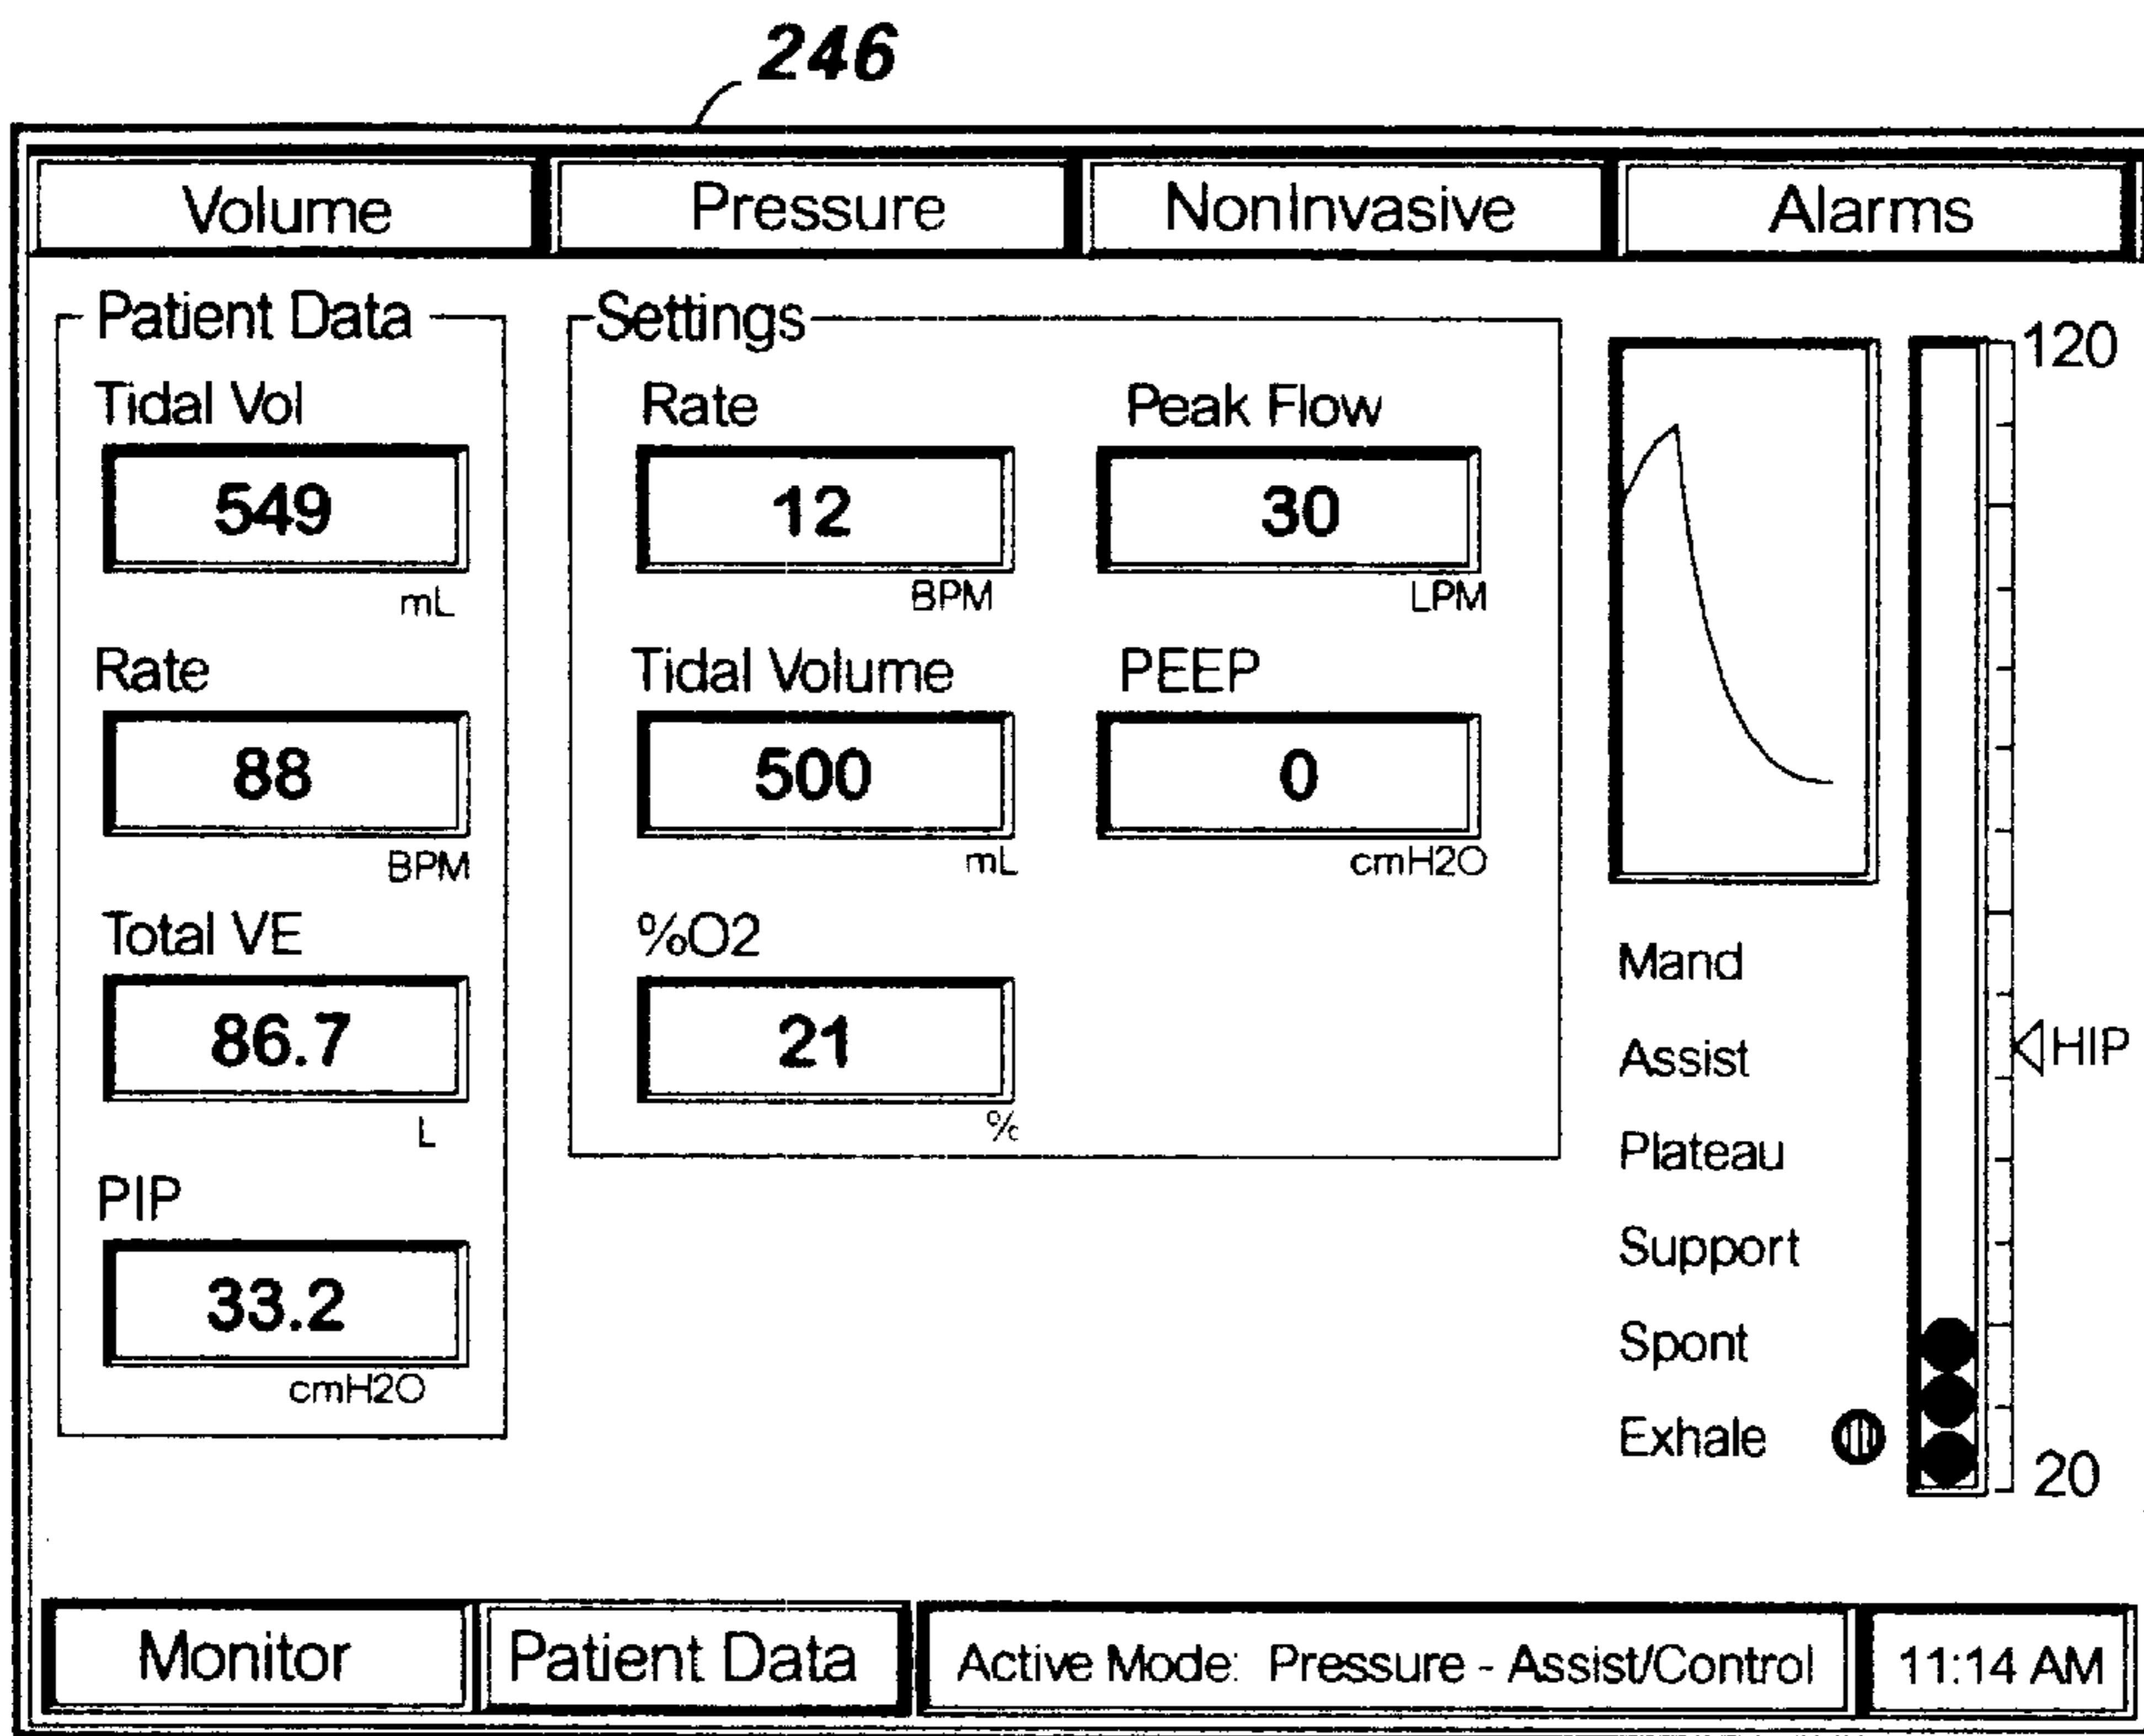 246
Volume Pressure NonInvasive Alarms
Patient Data
Tidal Vol
549
mL
Rate
88
BPM
Total VE
86.7
L
PIP
33.2
cmH2O
Settings
Rate Peak Flow
12 30
BPM LPM
Tidal Volume PEEP
500 0
mL cmH2O
%O2
21
%
120
Mand
Assist
HIP
Plateau
Support
Spont
Exhale
20
Monitor Patient Data Active Mode: Pressure - Assist/Control 11:14 AM